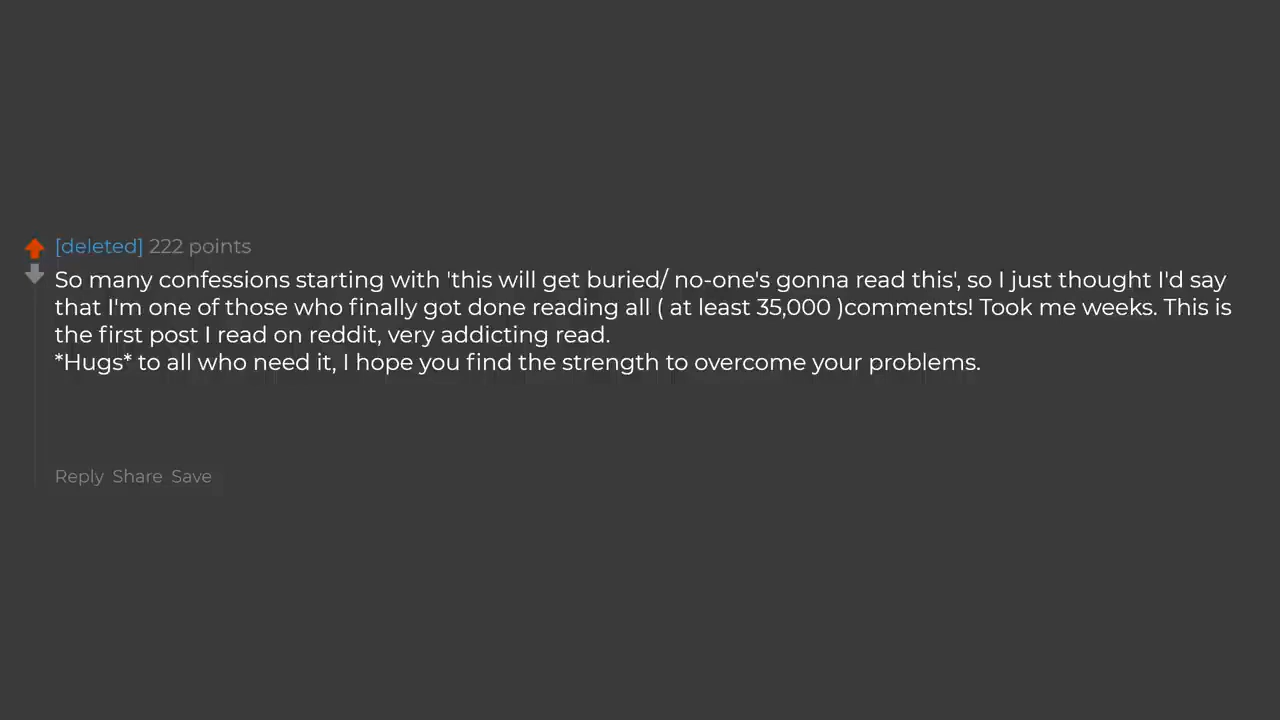 [deleted] 222 points
So many confessions starting with 'this will get buried/ no-one's gonna read this', so I just thought I'd say
that I'm one of those who finally got done reading all ( at least 35,000 )comments! Took me weeks. This is
the first post I read on reddit, very addicting read.
*Hugs* to all who need it, I hope you find the strength to overcome your problems.
Reply Share Save